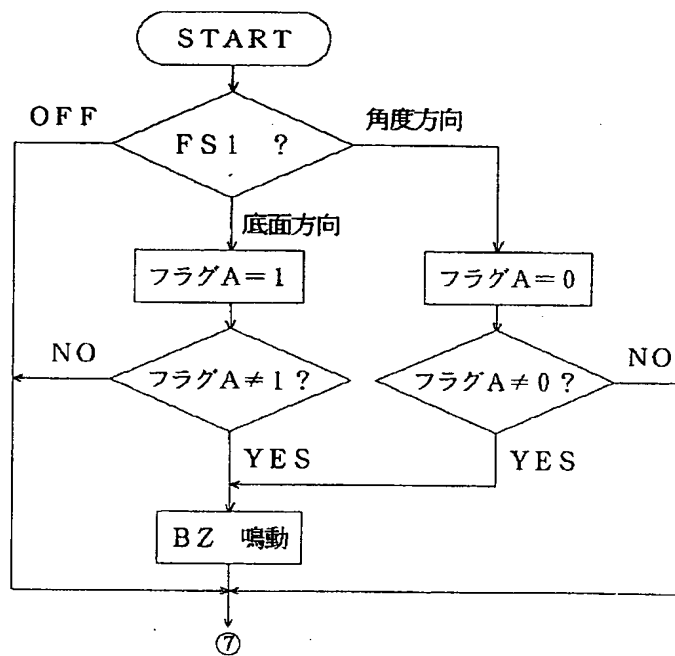 START
OFF
FS1 ?
角度方向
底面方向
フラグA=1
フラグA=0
NO
フラグA≠1?
フラグA≠0?
NO
YES
YES
BZ 鳴動
⑦